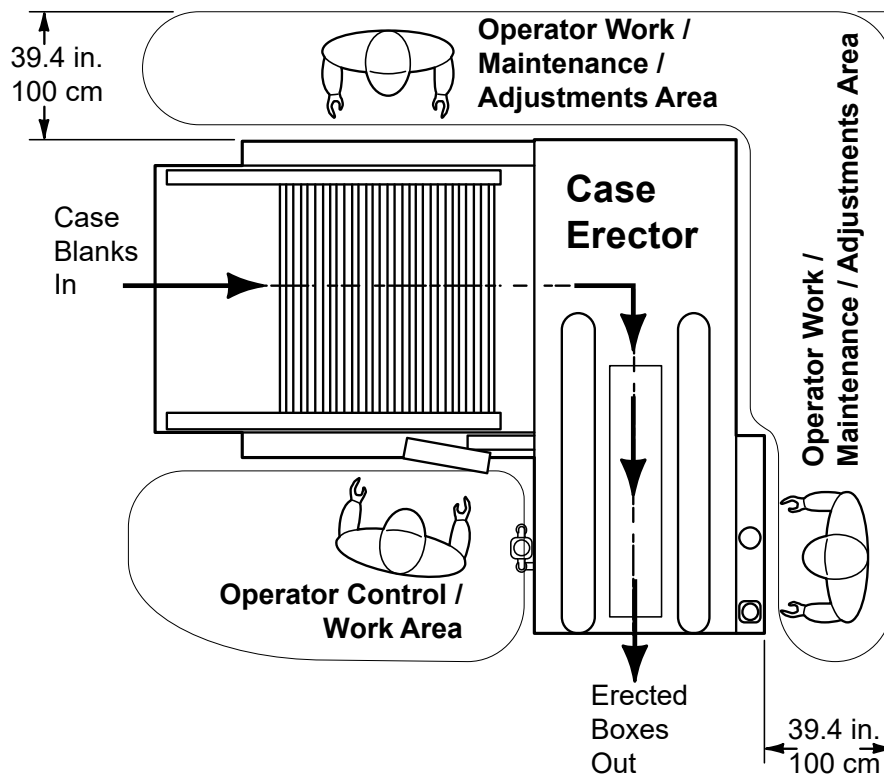 39.4 in.
100 cm
Operator Work /
Maintenance /
Adjustments Area
Case
Blanks
In
Case
Erector
Operator Work /
Maintenance / Adjustments Area
Operator Control /
Work Area
Erected
Boxes
Out
39.4 in.
100 cm